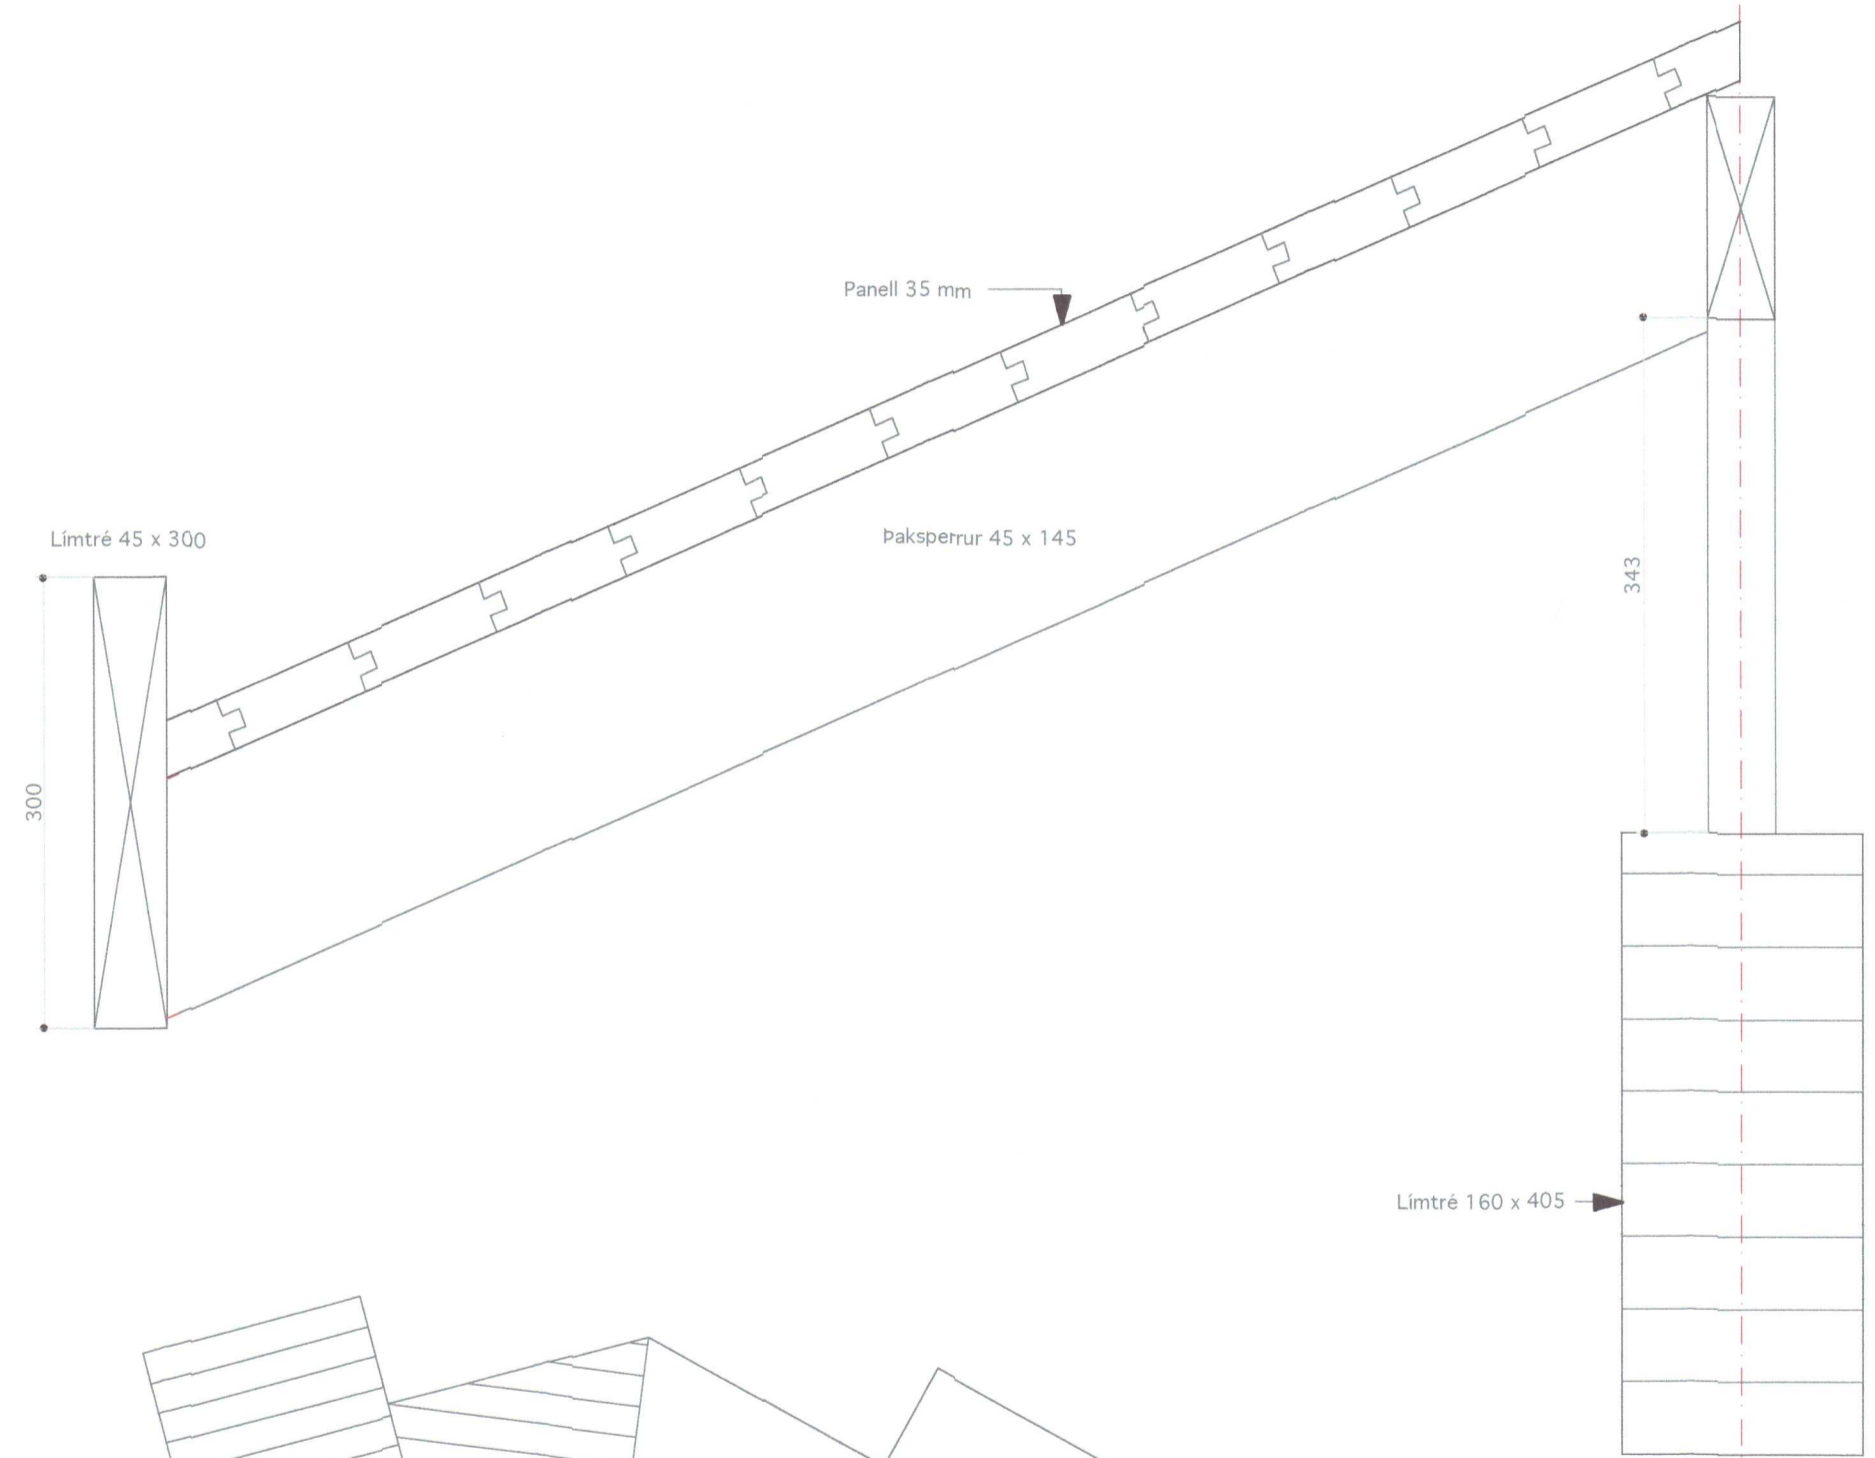 Panell 35 mm
Límtré 45 x 300
Þaksperrur 45 x 145
343
300
Límtré 160 x 405